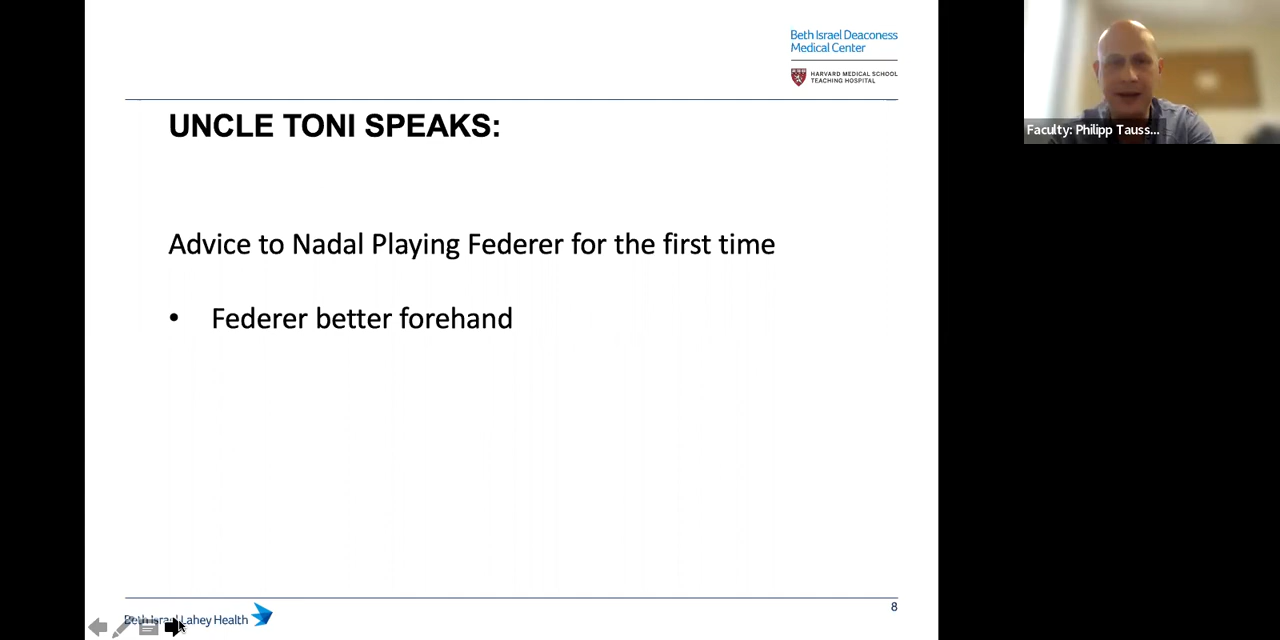 Beth Israel Deaconess
Medical Center
HARVARD MEDICAL SCHOOL
TEACHING HOSPITAL
Faculty: Philipp Tauss...
UNCLE TONI SPEAKS:
Advice to Nadal Playing Federer for the first time
• Federer better forehand
Beth Israel Lahey Health
8